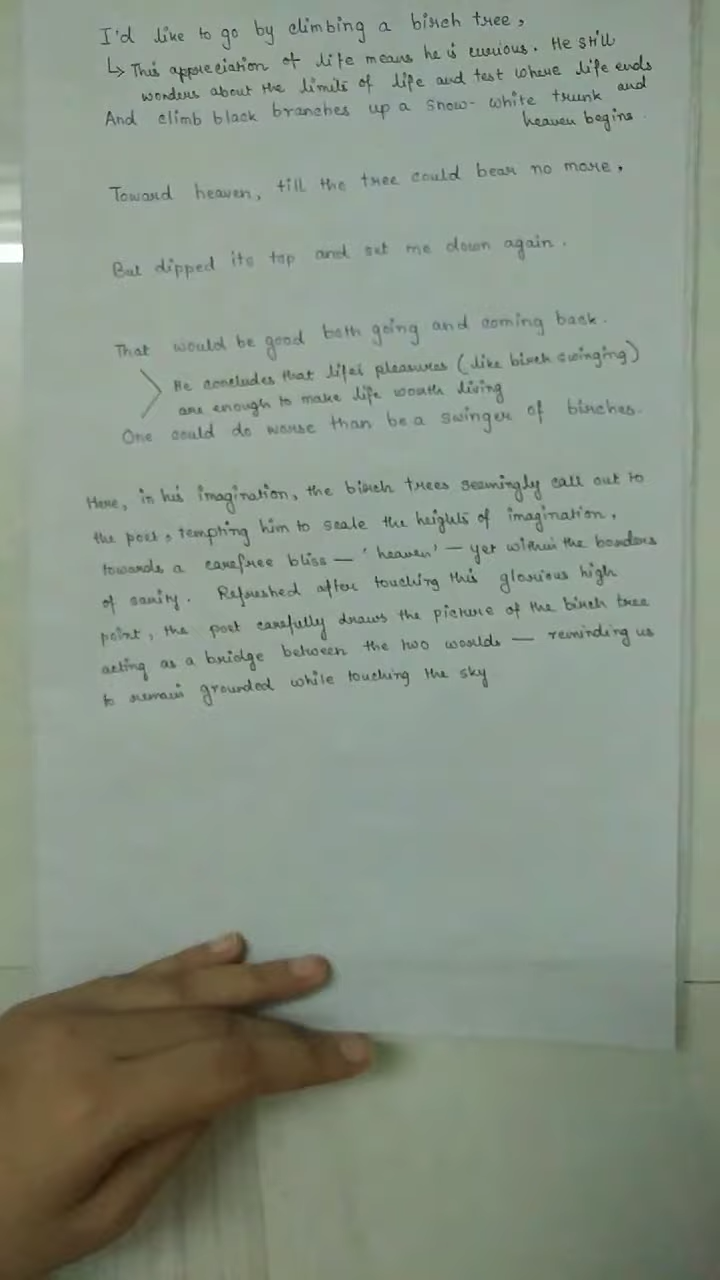 I'd like to go by climbing a birch tree,
↳ This appreciation of life means he is curious. He still
wonders about the limits of life and test where life ends
And climb black branches up a snow-white trunk and
heaven begins.
Toward heaven, till the tree could bear no more,
But dipped its top and set me down again.
That would be good both going and coming back.
He concludes that life's pleasures (like birch swinging)
are enough to make life worth living
One could do worse than be a swinger of birches.
Here, in his imagination, the birch trees seemingly call out to
the poet, tempting him to scale the heights of imagination,
towards a carefree bliss — 'heaven' — yet within the borders
of sanity. Refreshed after touching this glorious high
point, the poet carefully draws the picture of the birch tree
acting as a bridge between the two worlds — reminding us
to remain grounded while touching the sky